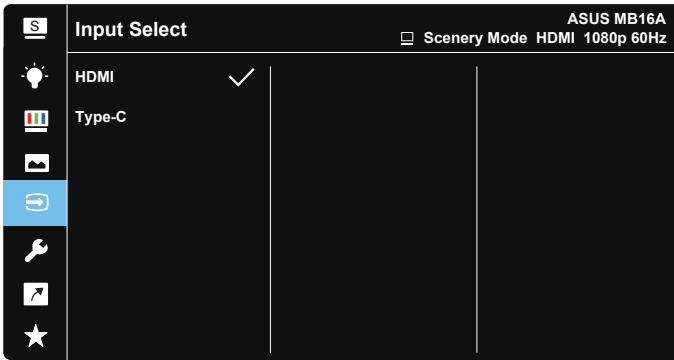 S
Input Select
ASUS MB16A
Scenery Mode HDMI 1080p 60Hz
HDMI
Type-C